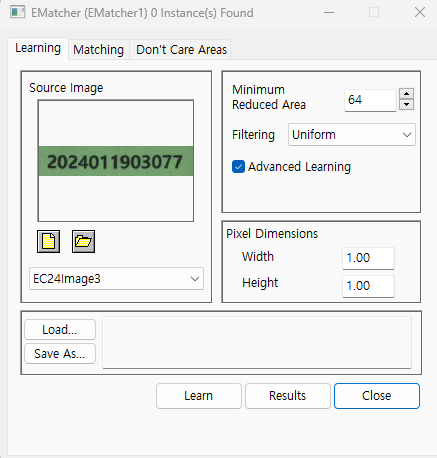 EMatcher (EMatcher1) 0 Instance(s) Found
Learning
Matching
Don't Care Areas
Source Image
2024011903077
EC24Image3
Minimum
Reduced Area
64
Filtering
Uniform
Advanced Learning
Pixel Dimensions
Width
1.00
Height
1.00
Load...
Save As...
Learn
Results
Close